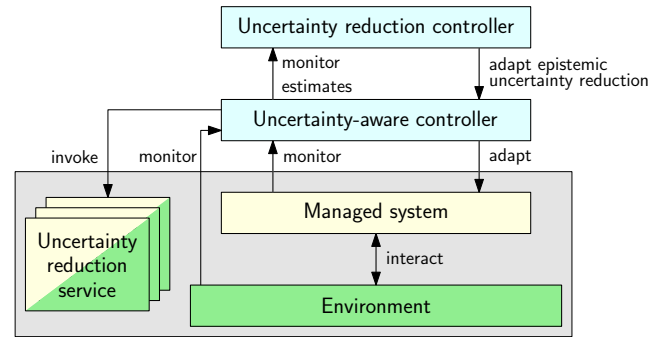 Uncertainty reduction controller
monitor
estimates
adapt epistemic
uncertainty reduction
Uncertainty-aware controller
invoke
monitor
monitor
adapt
Managed system
Uncertainty
reduction
service
interact
Environment